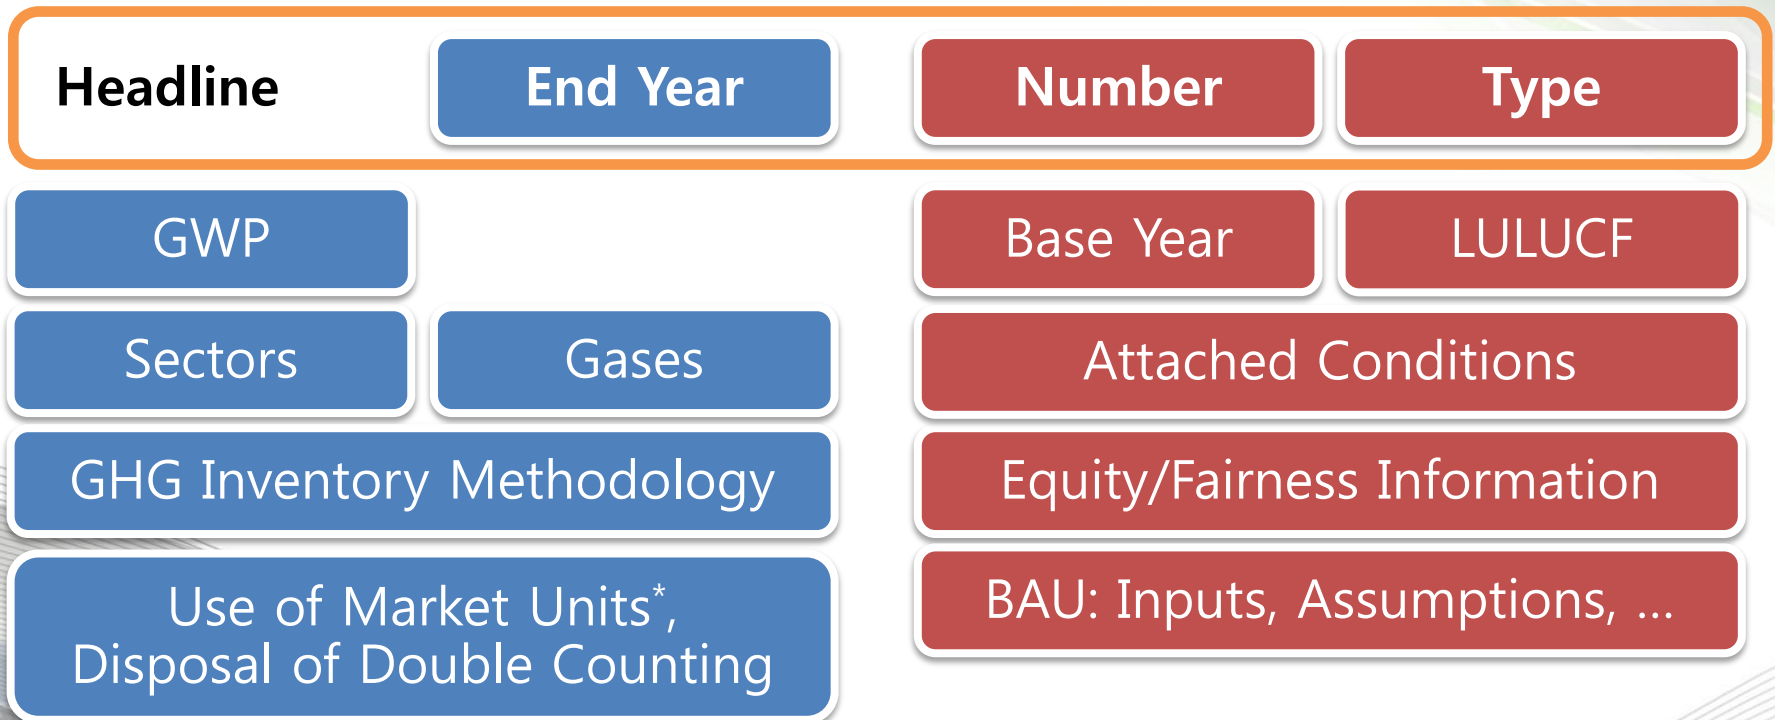 Headline
End Year
Number
Type
GWP
Base Year
LULUCF
Sectors
Gases
Attached Conditions
GHG Inventory Methodology
Equity/Fairness Information
Use of Market Units*,
Disposal of Double Counting
BAU: Inputs, Assumptions, ...